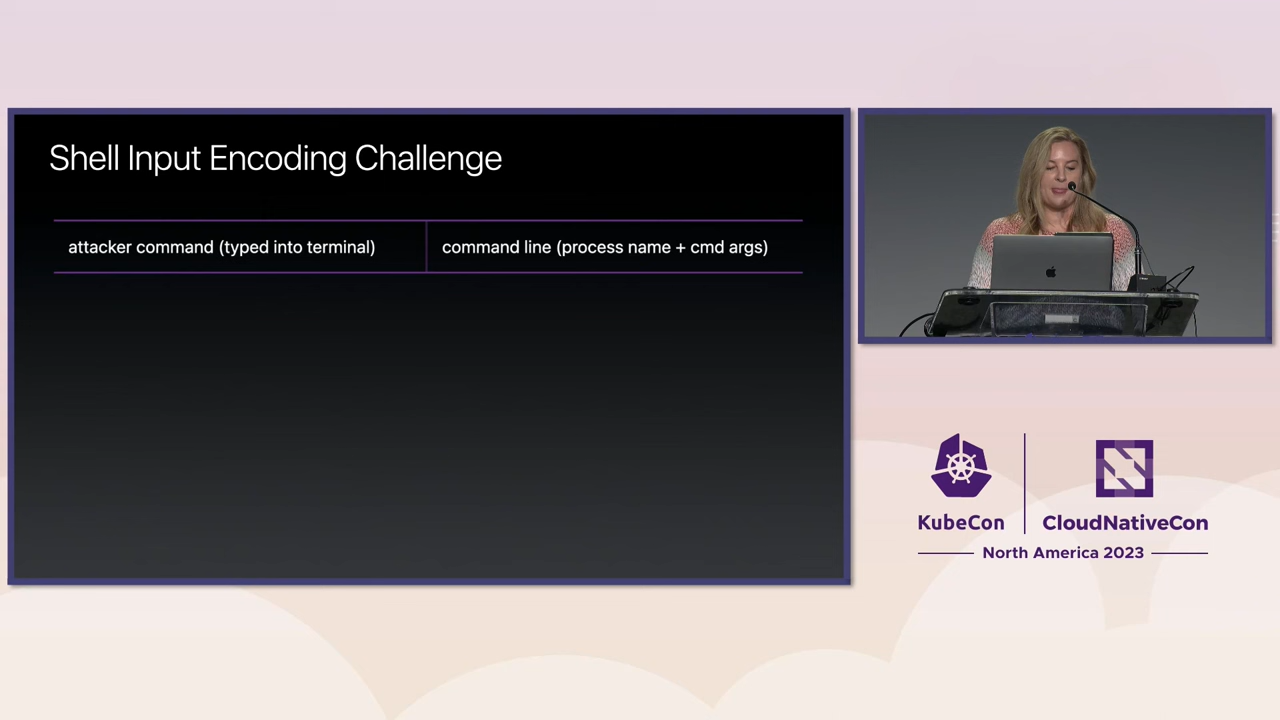 Shell Input Encoding Challenge
attacker command (typed into terminal)
command line (process name + cmd args)
KubeCon
CloudNativeCon
North America 2023